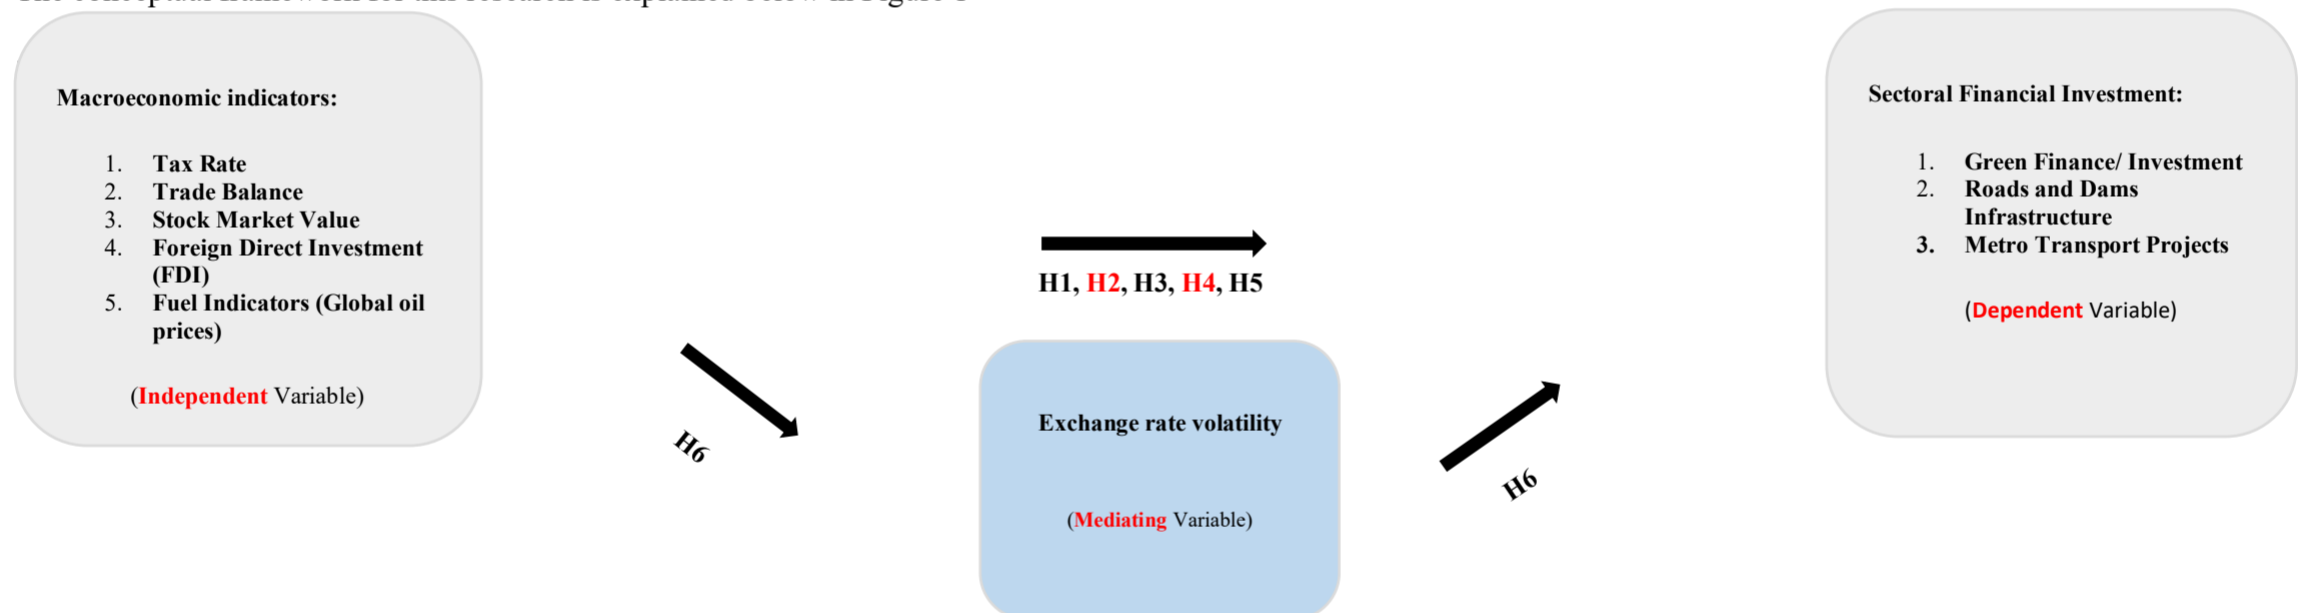 Macroeconomic indicators:
1. Tax Rate
2. Trade Balance
3. Stock Market Value
4. Foreign Direct Investment
(FDI)
5. Fuel Indicators (Global oil
prices)
(Independent Variable)
H1, H2, H3, H4, H5
H6
Exchange rate volatility
(Mediating Variable)
H6
Sectoral Financial Investment:
1. Green Finance/ Investment
2. Roads and Dams
Infrastructure
3. Metro Transport Projects
(Dependent Variable)